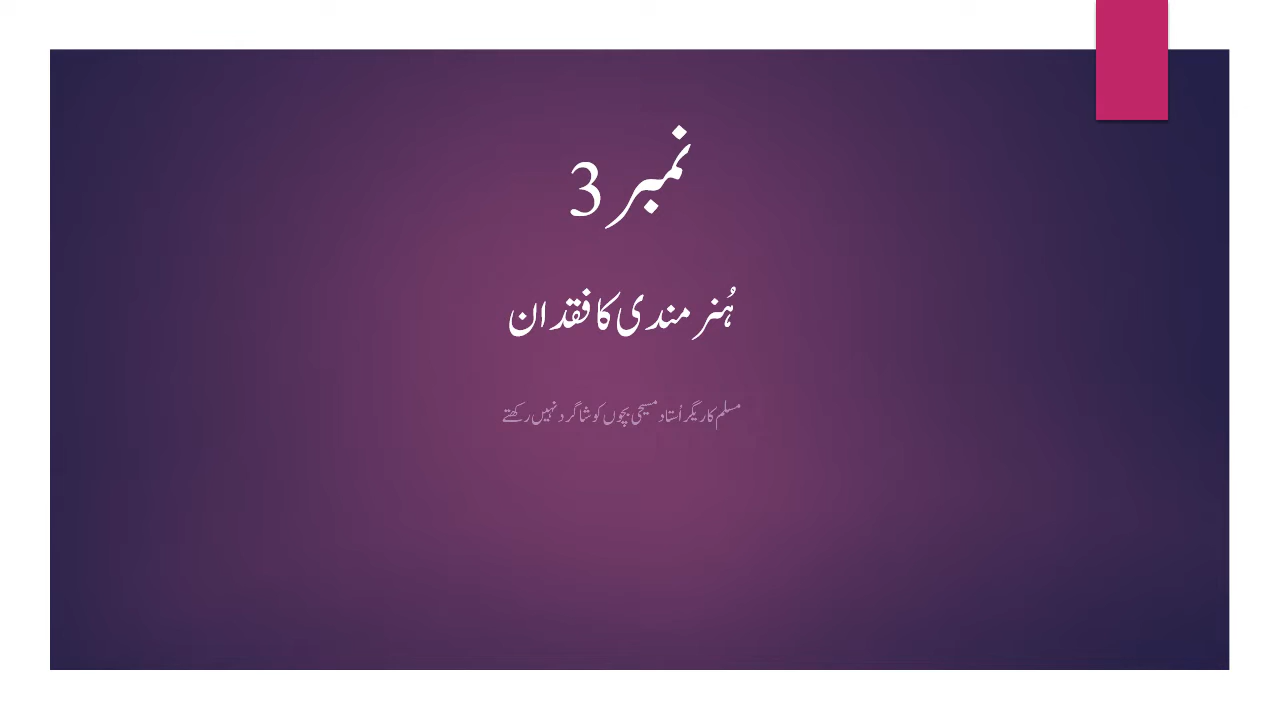 نمبر 3
ہُنر مندی کا فقدان
مسلم کاریگر اُستاد مسیحی بچوں کو شاگرد نہیں رکھتے